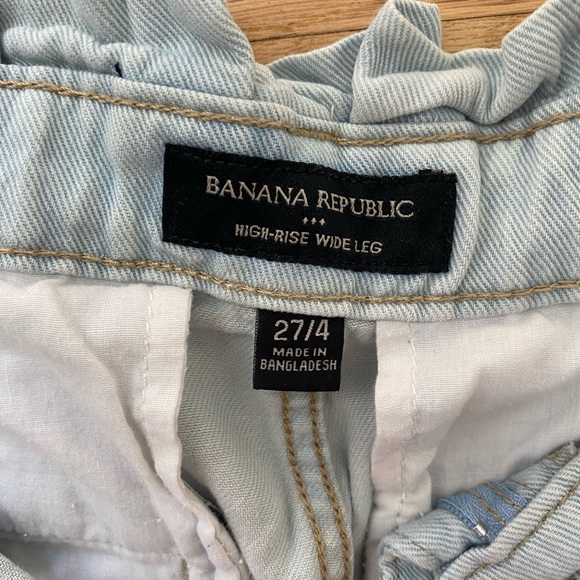 BANANA REPUBLIC
HIGH-RISE WIDE LEG
27/4
MADE IN
BANGLADESH